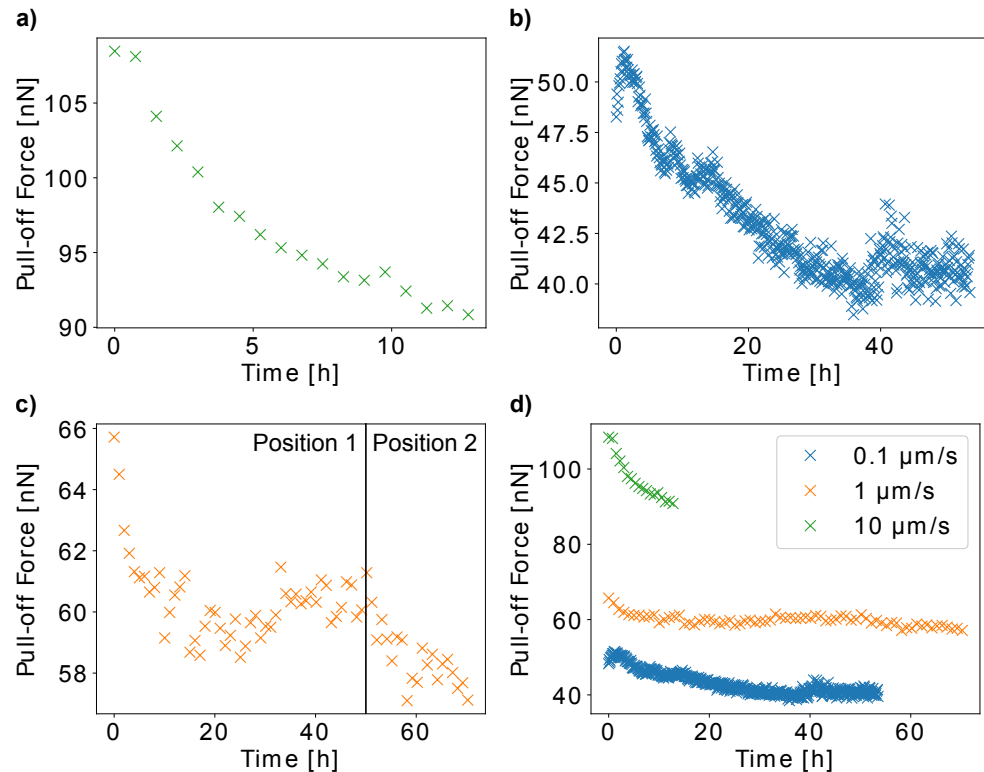 a)
Pull-off Force [nN]
105
100
95
90
0
5
10
Time [h]
b)
Pull-off Force [nN]
50.0
47.5
45.0
42.5
40.0
0
20
40
Time [h]
c)
Pull-off Force [nN]
66
64
62
60
58
Position 1
Position 2
0
20
40
60
Time [h]
d)
Pull-off Force [nN]
100
80
60
40
0.1 μm/s
1 μm/s
10 μm/s
0
20
40
60
Time [h]